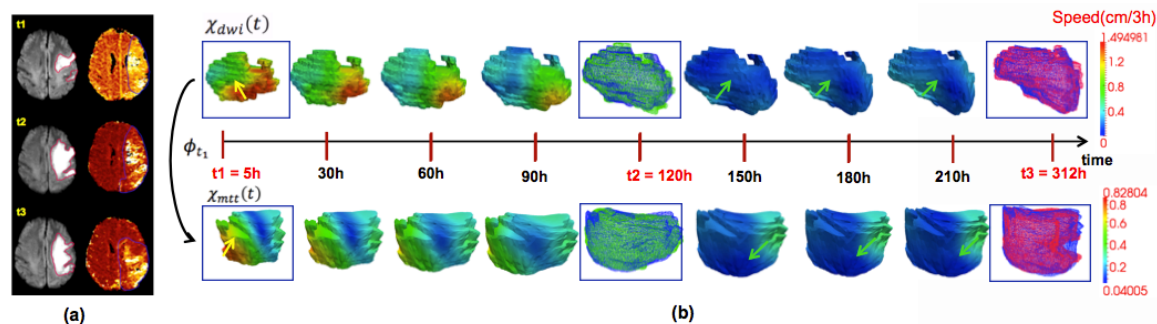 t1
t2
t3
(a)
χdwi(t)
Speed(cm/3h)
1.494981
1.2
0.8
0.4
0
ϕt1
time
t1 = 5h
30h
60h
90h
t2 = 120h
150h
180h
210h
t3 = 312h
χmtt(t)
0.82804
0.8
0.6
0.4
0.2
0.04005
(b)